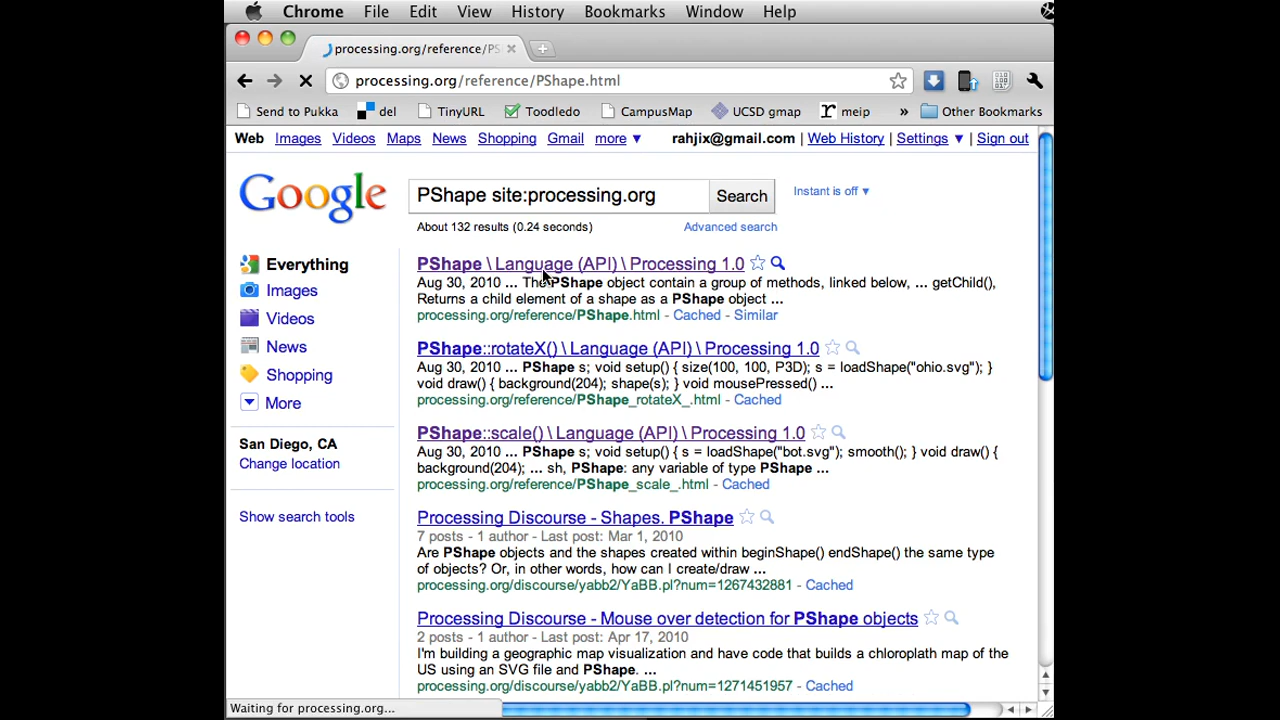 Chrome File Edit View History Bookmarks Window Help
processing.org/reference/PS
processing.org/reference/PShape.html
Send to Pukka del TinyURL Toodledo CampusMap UCSD gmap meip » Other Bookmarks
Web Images Videos Maps News Shopping Gmail more ▼ rahjix@gmail.com | Web History | Settings ▼ | Sign out
Google
PShape site:processing.org Search Instant is off ▼
About 132 results (0.24 seconds) Advanced search
Everything
Images
Videos
News
Shopping
More
San Diego, CA
Change location
Show search tools
PShape \ Language (API) \ Processing 1.0
Aug 30, 2010 ... The PShape object contain a group of methods, linked below, ... getChild(),
Returns a child element of a shape as a PShape object ...
processing.org/reference/PShape.html - Cached - Similar
PShape::rotateX() \ Language (API) \ Processing 1.0
Aug 30, 2010 ... PShape s; void setup() { size(100, 100, P3D); s = loadShape("ohio.svg"); }
void draw() { background(204); shape(s); } void mousePressed() ...
processing.org/reference/PShape_rotateX_.html - Cached
PShape::scale() \ Language (API) \ Processing 1.0
Aug 30, 2010 ... PShape s; void setup() { s = loadShape("bot.svg"); smooth(); } void draw() {
background(204); ... sh, PShape: any variable of type PShape ...
processing.org/reference/PShape_scale_.html - Cached
Processing Discourse - Shapes. PShape
7 posts - 1 author - Last post: Mar 1, 2010
Are PShape objects and the shapes created within beginShape() endShape() the same type
of objects? Or, in other words, how can I create/draw ...
processing.org/discourse/yabb2/YaBB.pl?num=1267432881 - Cached
Processing Discourse - Mouse over detection for PShape objects
2 posts - 1 author - Last post: Apr 17, 2010
I'm building a geographic map visualization and have code that builds a chloroplath map of the
US using an SVG file and PShape. ...
processing.org/discourse/yabb2/YaBB.pl?num=1271451957 - Cached
Waiting for processing.org...